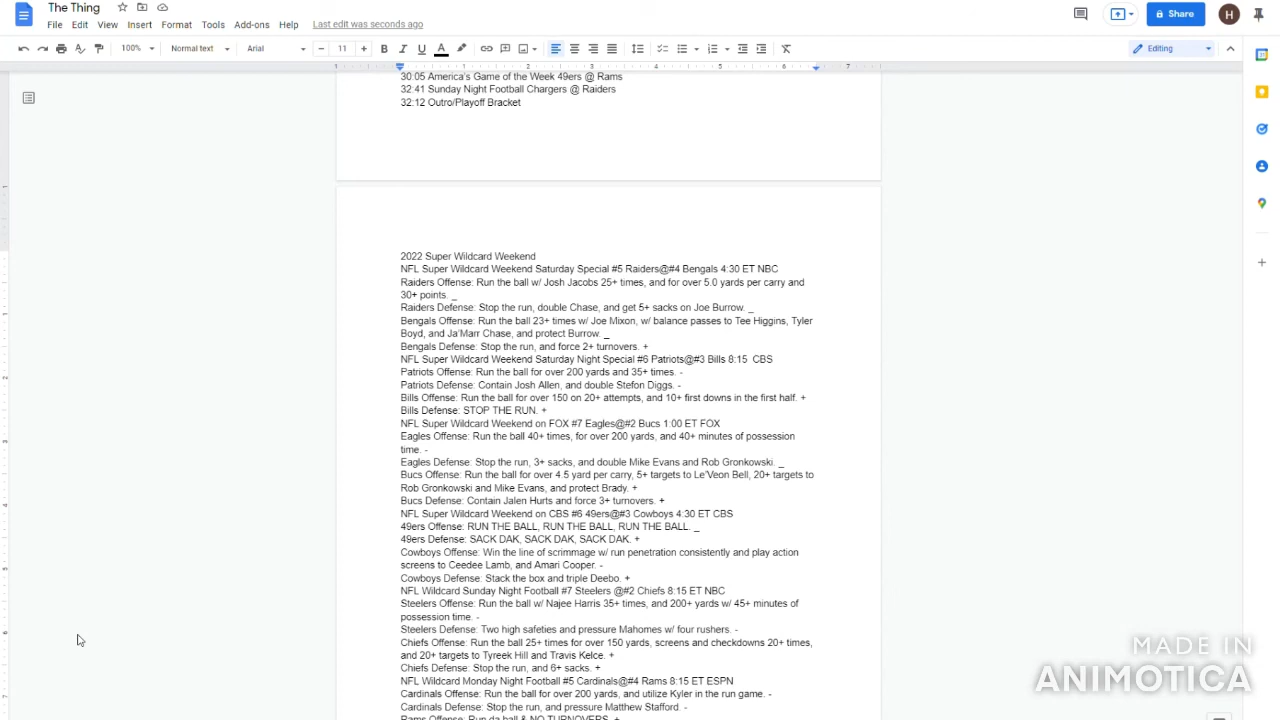 The Thing
File Edit View Insert Format Tools Add-ons Help Last edit was seconds ago
Share
H
100% Normal text Arial 11 Editing
1 1 2 3 4 5 6 7
30:05 America's Game of the Week 49ers @ Rams
32:41 Sunday Night Football Chargers @ Raiders
32:12 Outro/Playoff Bracket
2022 Super Wildcard Weekend
NFL Super Wildcard Weekend Saturday Special #5 Raiders@#4 Bengals 4:30 ET NBC
Raiders Offense: Run the ball w/ Josh Jacobs 25+ times, and for over 5.0 yards per carry and
30+ points. _
Raiders Defense: Stop the run, double Chase, and get 5+ sacks on Joe Burrow. _
Bengals Offense: Run the ball 23+ times w/ Joe Mixon, w/ balance passes to Tee Higgins, Tyler
Boyd, and Ja'Marr Chase, and protect Burrow. _
Bengals Defense: Stop the run, and force 2+ turnovers. +
NFL Super Wildcard Weekend Saturday Night Special #6 Patriots@#3 Bills 8:15 CBS
Patriots Offense: Run the ball for over 200 yards and 35+ times. -
Patriots Defense: Contain Josh Allen, and double Stefon Diggs. -
Bills Offense: Run the ball for over 150 on 20+ attempts, and 10+ first downs in the first half. +
Bills Defense: STOP THE RUN. +
NFL Super Wildcard Weekend on FOX #7 Eagles@#2 Bucs 1:00 ET FOX
Eagles Offense: Run the ball 40+ times, for over 200 yards, and 40+ minutes of possession
time. -
Eagles Defense: Stop the run, 3+ sacks, and double Mike Evans and Rob Gronkowski. _
Bucs Offense: Run the ball for over 4.5 yard per carry, 5+ targets to Le'Veon Bell, 20+ targets to
Rob Gronkowski and Mike Evans, and protect Brady. +
Bucs Defense: Contain Jalen Hurts and force 3+ turnovers. +
NFL Super Wildcard Weekend on CBS #6 49ers@#3 Cowboys 4:30 ET CBS
49ers Offense: RUN THE BALL, RUN THE BALL, RUN THE BALL. _
49ers Defense: SACK DAK, SACK DAK, SACK DAK. +
Cowboys Offense: Win the line of scrimmage w/ run penetration consistently and play action
screens to Ceedee Lamb, and Amari Cooper. -
Cowboys Defense: Stack the box and triple Deebo. +
NFL Wildcard Sunday Night Football #7 Steelers @#2 Chiefs 8:15 ET NBC
Steelers Offense: Run the ball w/ Najee Harris 35+ times, and 200+ yards w/ 45+ minutes of
possession time. -
Steelers Defense: Two high safeties and pressure Mahomes w/ four rushers. -
Chiefs Offense: Run the ball 25+ times for over 150 yards, screens and checkdowns 20+ times,
and 20+ targets to Tyreek Hill and Travis Kelce. +
Chiefs Defense: Stop the run, and 6+ sacks. +
NFL Wildcard Monday Night Football #5 Cardinals@#4 Rams 8:15 ET ESPN
Cardinals Offense: Run the ball for over 200 yards, and utilize Kyler in the run game. -
Cardinals Defense: Stop the run, and pressure Matthew Stafford. -
Rams Offense: Run da ball & NO TURNOVERS. +
MADE IN
ANIMOTICA